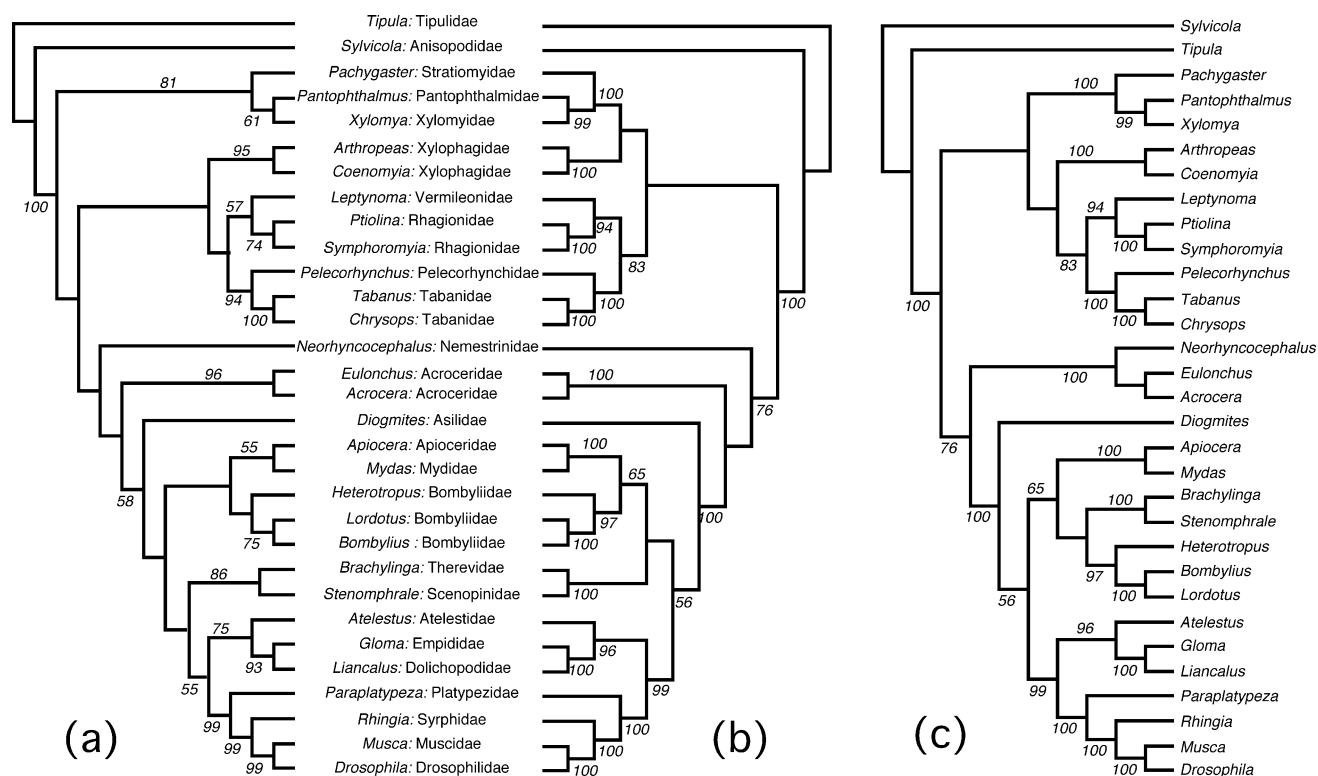 Tipula: Tipulidae
Sylvicola: Anisopodidae
Pachygaster: Stratiomyidae
Pantophthalmus: Pantophthalmidae
Xylomya: Xylomyidae
Arthropeas: Xylophagidae
Coenomyia: Xylophagidae
Leptynoma: Vermileonidae
Ptiolina: Rhagionidae
Symphoromyia: Rhagionidae
Pelecorhynchus: Pelecorhynchidae
Tabanus: Tabanidae
Chrysops: Tabanidae
Neorhyncocephalus: Nemestrinidae
Eulonchus: Acroceridae
Acrocera: Acroceridae
Diogmites: Asilidae
Apiocera: Apioceridae
Mydas: Mydidae
Heterotropus: Bombyliidae
Lordotus: Bombyliidae
Bombylius : Bombyliidae
Brachylinga: Therevidae
Stenomphrale: Scenopinidae
Atelestus: Atelestidae
Gloma: Empididae
Liancalus: Dolichopodidae
Paraplatypeza: Platypezidae
Rhingia: Syrphidae
Musca: Muscidae
Drosophila: Drosophilidae
81
61
95
100
57
74
94
100
96
55
58
75
86
75
93
55
99
99
99
(a)
100
99
100
94
100
83
100
100
100
100
76
100
65
97
100
100
100
56
96
100
99
100
100
100
(b)
Sylvicola
Tipula
Pachygaster
Pantophthalmus
Xylomya
Arthropeas
Coenomyia
Leptynoma
Ptiolina
Symphoromyia
Pelecorhynchus
Tabanus
Chrysops
Neorhyncocephalus
Eulonchus
Acrocera
Diogmites
Apiocera
Mydas
Brachylinga
Stenomphrale
Heterotropus
Bombylius
Lordotus
Atelestus
Gloma
Liancalus
Paraplatypeza
Rhingia
Musca
Drosophila
100
99
100
94
100
83
100
100
100
100
76
100
65
100
100
97
100
56
96
100
99
100
100
100
(c)